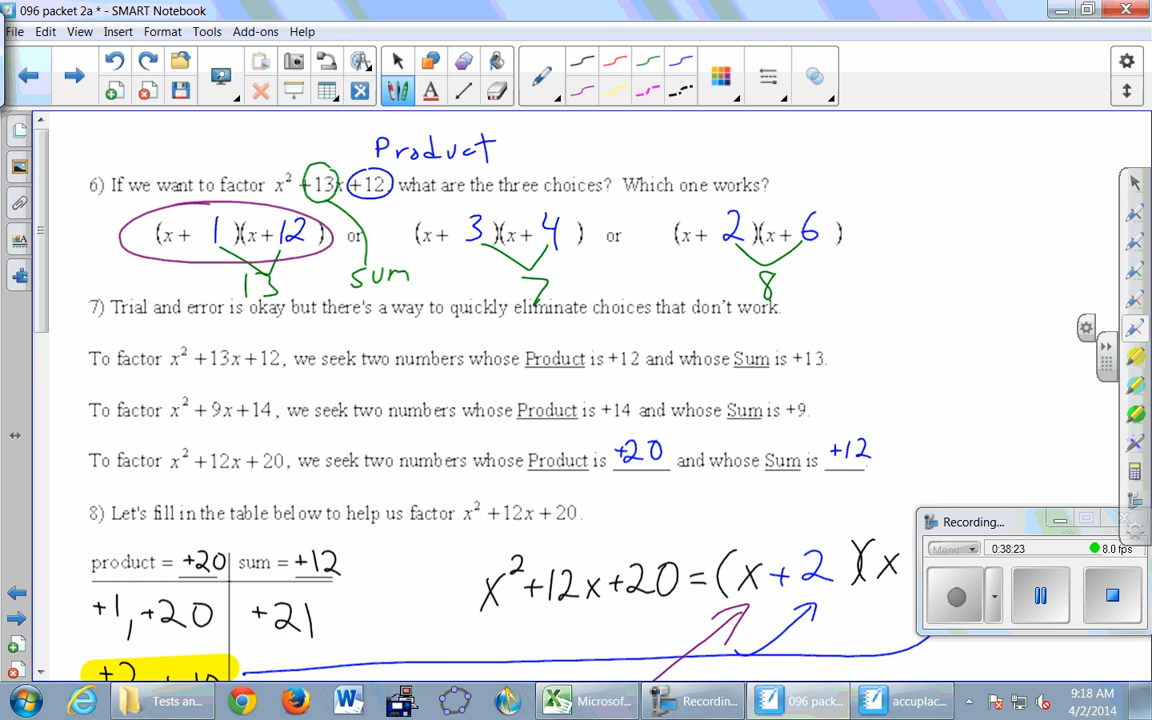 096 packet 2a * - SMART Notebook
File Edit View Insert Format Tools Add-ons Help
Product
6) If we want to factor x² +13x +12, what are the three choices? Which one works?
(x + 1 )(x + 12 ) or (x + 3 )(x + 4 ) or (x + 2 )(x + 6 )
13 sum 7 8
7) Trial and error is okay but there's a way to quickly eliminate choices that don't work.
To factor x² +13x +12, we seek two numbers whose Product is +12 and whose Sum is +13.
To factor x² +9x +14, we seek two numbers whose Product is +14 and whose Sum is +9.
To factor x² +12x + 20, we seek two numbers whose Product is +20 and whose Sum is +12.
8) Let's fill in the table below to help us factor x² +12x + 20.
product = +20 sum = +12
x²+12x+20 = (x + 2 )(x
+1, +20 +21
Recording...
Menu 0:38:23 8.0 fps
Tests an... Microsof... Recording... 096 pack... accuplac...
9:18 AM
4/2/2014